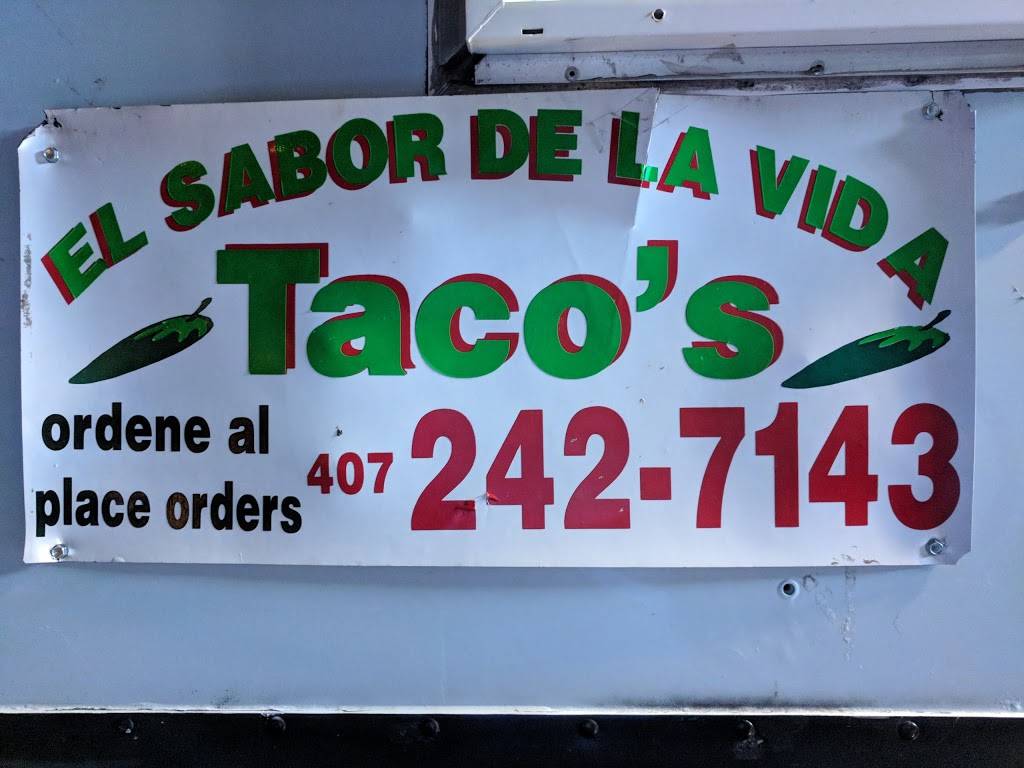 EL SABOR DE LA VIDA
Taco's
ordene al
place orders
407 242-7143